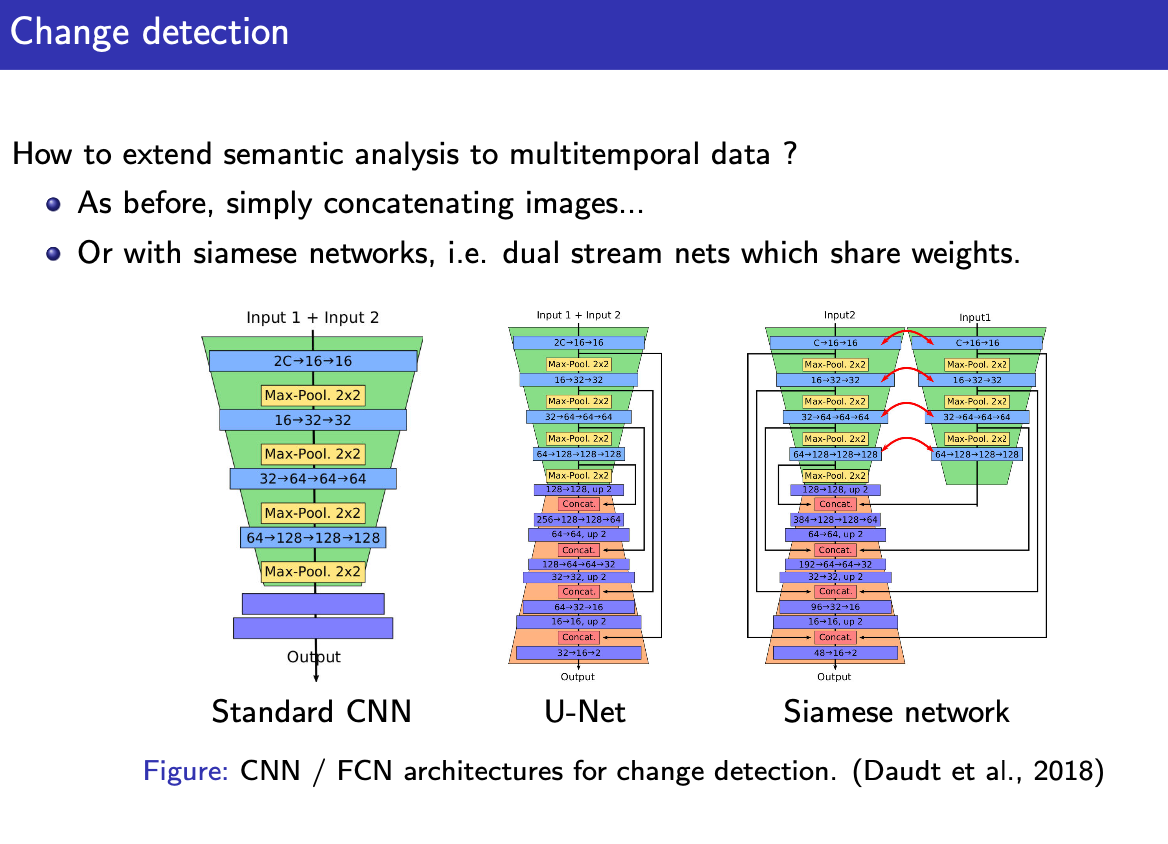 Change detection
How to extend semantic analysis to multitemporal data ?
As before, simply concatenating images...
Or with siamese networks, i.e. dual stream nets which share weights.
Input 1 + Input 2
2C→16→16
Max-Pool. 2x2
16→32→32
Max-Pool. 2x2
32→64→64→64
Max-Pool. 2x2
64→128→128→128
Max-Pool. 2x2
Output
Standard CNN
Input 1 + Input 2
2C→16→16
Max-Pool. 2x2
16→32→32
Max-Pool. 2x2
32→64→64→64
Max-Pool. 2x2
64→128→128→128
Max-Pool. 2x2
128→128, up 2
Concat.
256→128→128→64
64→64, up 2
Concat.
128→64→64→32
32→32, up 2
Concat.
64→32→16
16→16, up 2
Concat.
32→16→2
Output
U-Net
Input2
C→16→16
Max-Pool. 2x2
16→32→32
Max-Pool. 2x2
32→64→64→64
Max-Pool. 2x2
64→128→128→128
Max-Pool. 2x2
128→128, up 2
Concat.
384→128→128→64
64→64, up 2
Concat.
192→64→64→32
32→32, up 2
Concat.
96→32→16
16→16, up 2
Concat.
48→16→2
Output
Input1
C→16→16
Max-Pool. 2x2
16→32→32
Max-Pool. 2x2
32→64→64→64
Max-Pool. 2x2
64→128→128→128
Siamese network
Figure: CNN / FCN architectures for change detection. (Daudt et al., 2018)